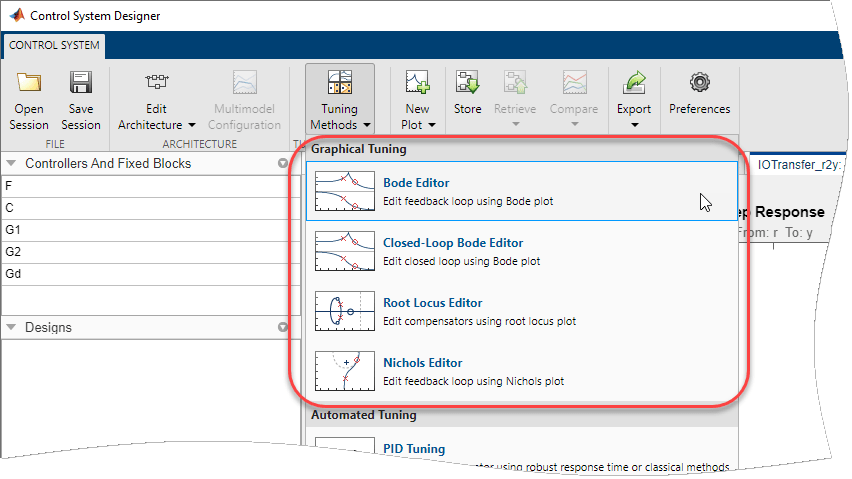 Control System Designer
CONTROL SYSTEM
Open Session
Save Session
FILE
Edit Architecture
Multimodel Configuration
ARCHITECTURE
Tuning Methods
New Plot
Store
Retrieve
Compare
Export
Preferences
Controllers And Fixed Blocks
F
C
G1
G2
Gd
Designs
Graphical Tuning
Bode Editor
Edit feedback loop using Bode plot
Closed-Loop Bode Editor
Edit closed loop using Bode plot
Root Locus Editor
Edit compensators using root locus plot
Nichols Editor
Edit feedback loop using Nichols plot
Automated Tuning
PID Tuning
using robust response time or classical methods
IOTransfer_r2y:
Response
From: r To: y